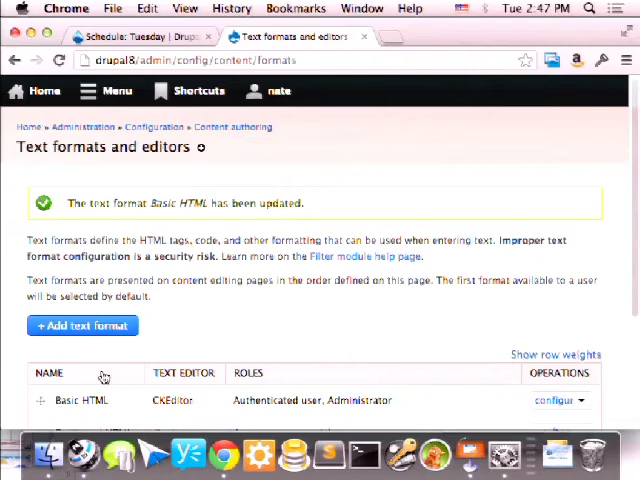 Chrome File Edit View History Bookmarks Window Help Tue 2:47 PM
Schedule: Tuesday | Drup Text formats and editors
drupal8/admin/config/content/formats
Home Menu Shortcuts nate
Home » Administration » Configuration » Content authoring
Text formats and editors
The text format Basic HTML has been updated.
Text formats define the HTML tags, code, and other formatting that can be used when entering text. Improper text
format configuration is a security risk. Learn more on the Filter module help page.
Text formats are presented on content editing pages in the order defined on this page. The first format available to a user
will be selected by default.
+ Add text format
Show row weights
NAME TEXT EDITOR ROLES OPERATIONS
Basic HTML CKEditor Authenticated user, Administrator configur